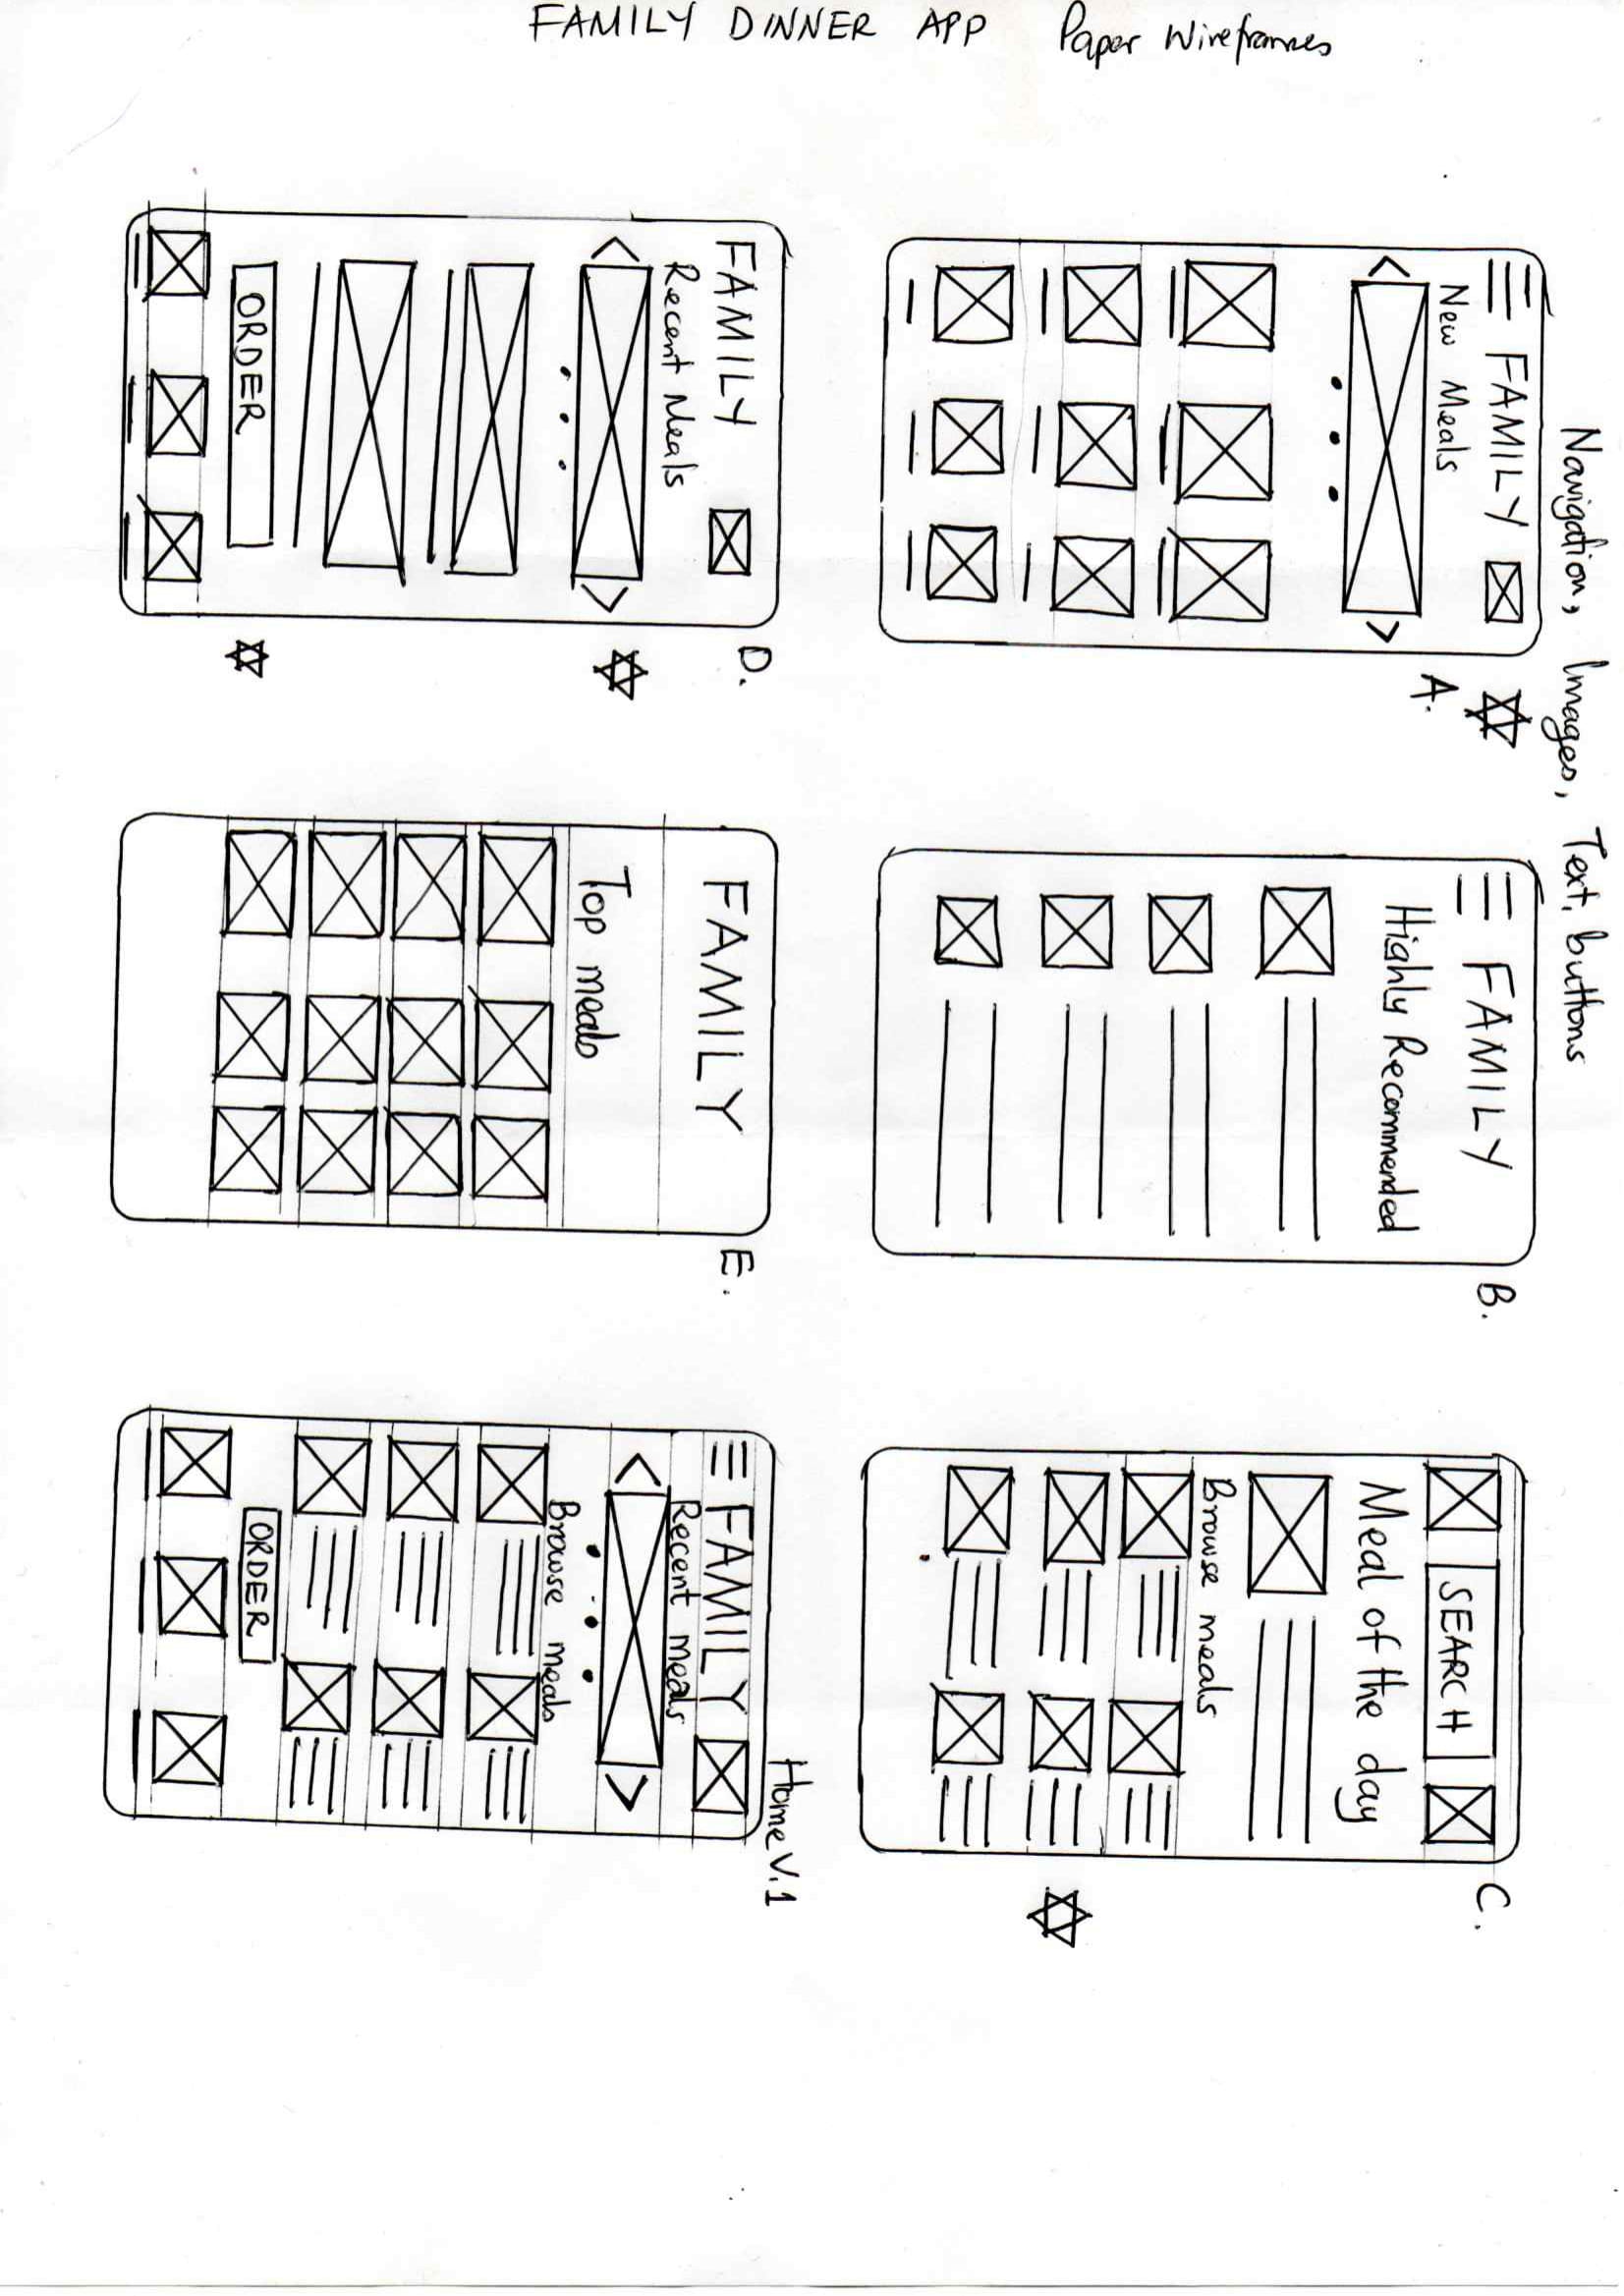 FAMILY DINNER APP Paper Wireframes
Navigation, Images, Text, buttons
A.
FAMILY
New Meals
B.
FAMILY
Highly Recommended
C.
SEARCH
Meal of the day
Browse meals
D.
FAMILY
Recent Meals
ORDER
E.
FAMILY
Top meals
Home V.1
FAMILY
Recent meals
Browse meals
ORDER